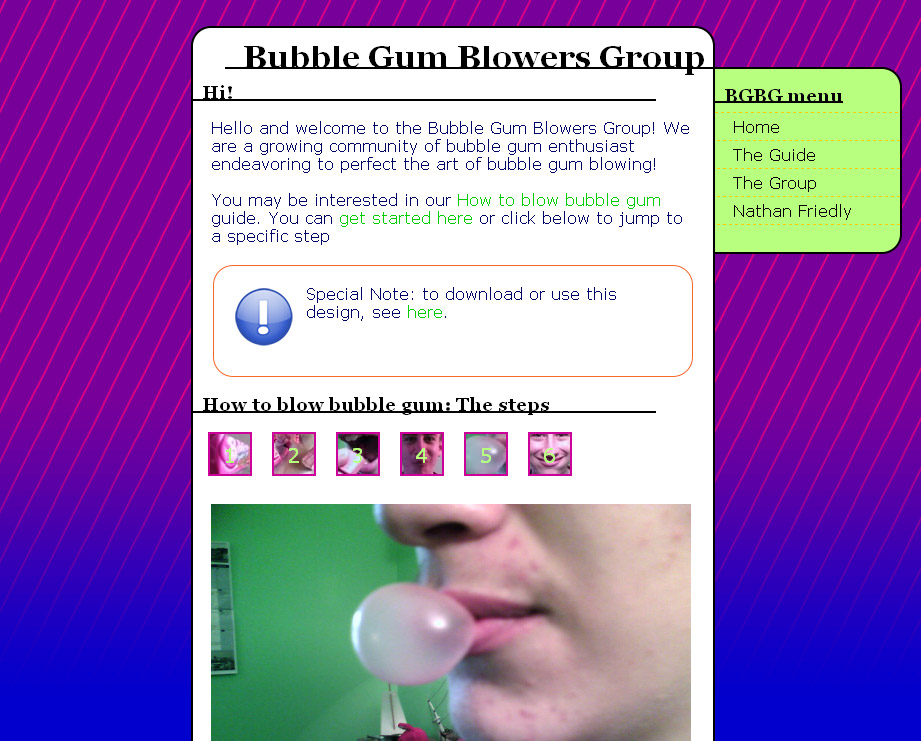 Bubble Gum Blowers Group
Hi!
Hello and welcome to the Bubble Gum Blowers Group! We
are a growing community of bubble gum enthusiast
endeavoring to perfect the art of bubble gum blowing!
You may be interested in our How to blow bubble gum
guide. You can get started here or click below to jump to
a specific step
Special Note: to download or use this
design, see here.
How to blow bubble gum: The steps
1 2 3 4 5 6
BGBG menu
Home
The Guide
The Group
Nathan Friedly